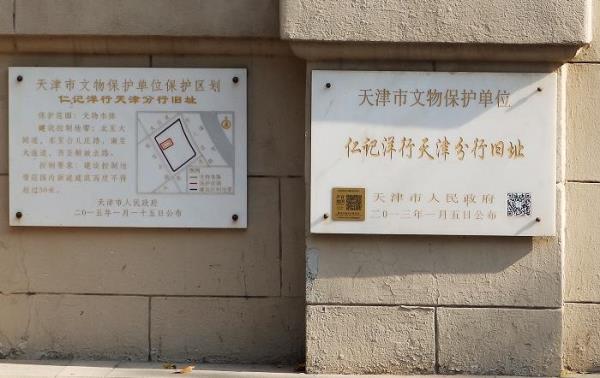 天津市文物保护单位保护区划
仁记洋行天津分行旧址
保护范围：文物本体
建设控制地带：北至大
同道，东至台儿庄路，南至
大连道，西至解放北路。
控制要求：建设控制地
带范围内新建建筑高度不得
超过30米。
天津市人民政府
二〇一五年一月一十五日公布
天津市文物保护单位
仁记洋行天津分行旧址
天津市人民政府
二〇一三年一月五日公布